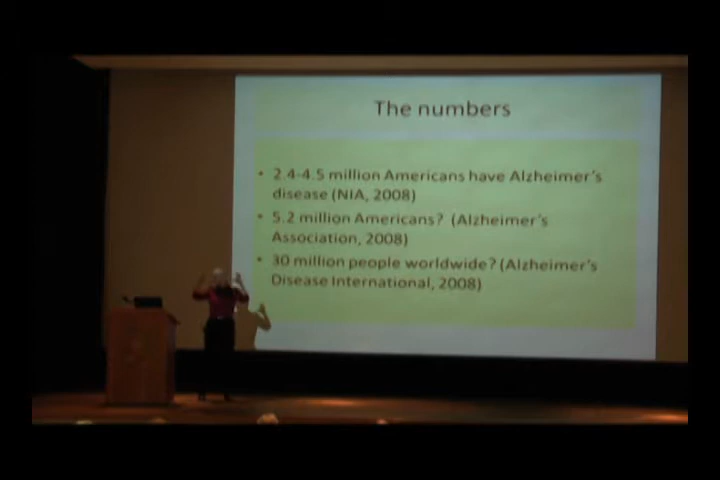 The numbers
• 2.4-4.5 million Americans have Alzheimer's
disease (NIA, 2008)
• 5.2 million Americans? (Alzheimer's
Association, 2008)
• 30 million people worldwide? (Alzheimer's
Disease International, 2008)